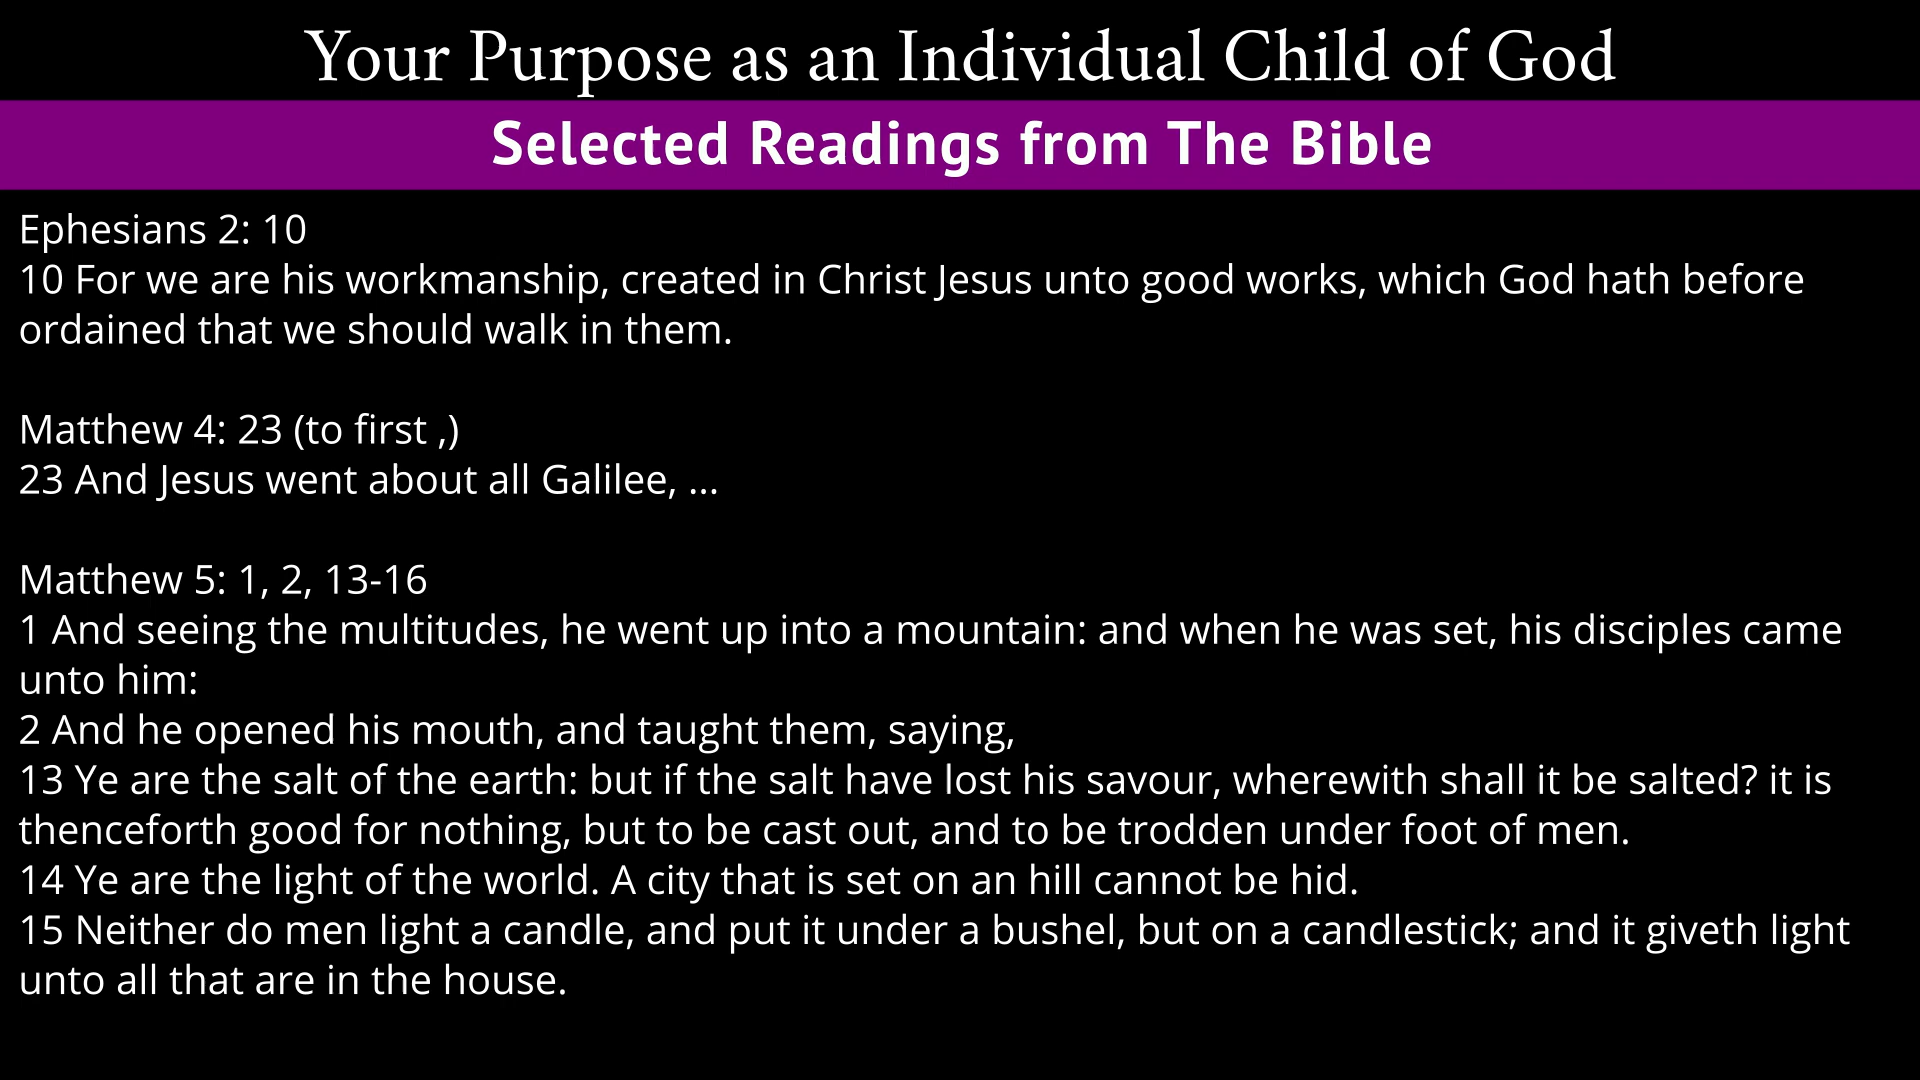 Your Purpose as an Individual Child of God
Selected Readings from The Bible
Ephesians 2: 10
10 For we are his workmanship, created in Christ Jesus unto good works, which God hath before
ordained that we should walk in them.
Matthew 4: 23 (to first ,)
23 And Jesus went about all Galilee, ...
Matthew 5: 1, 2, 13-16
1 And seeing the multitudes, he went up into a mountain: and when he was set, his disciples came
unto him:
2 And he opened his mouth, and taught them, saying,
13 Ye are the salt of the earth: but if the salt have lost his savour, wherewith shall it be salted? it is
thenceforth good for nothing, but to be cast out, and to be trodden under foot of men.
14 Ye are the light of the world. A city that is set on an hill cannot be hid.
15 Neither do men light a candle, and put it under a bushel, but on a candlestick; and it giveth light
unto all that are in the house.